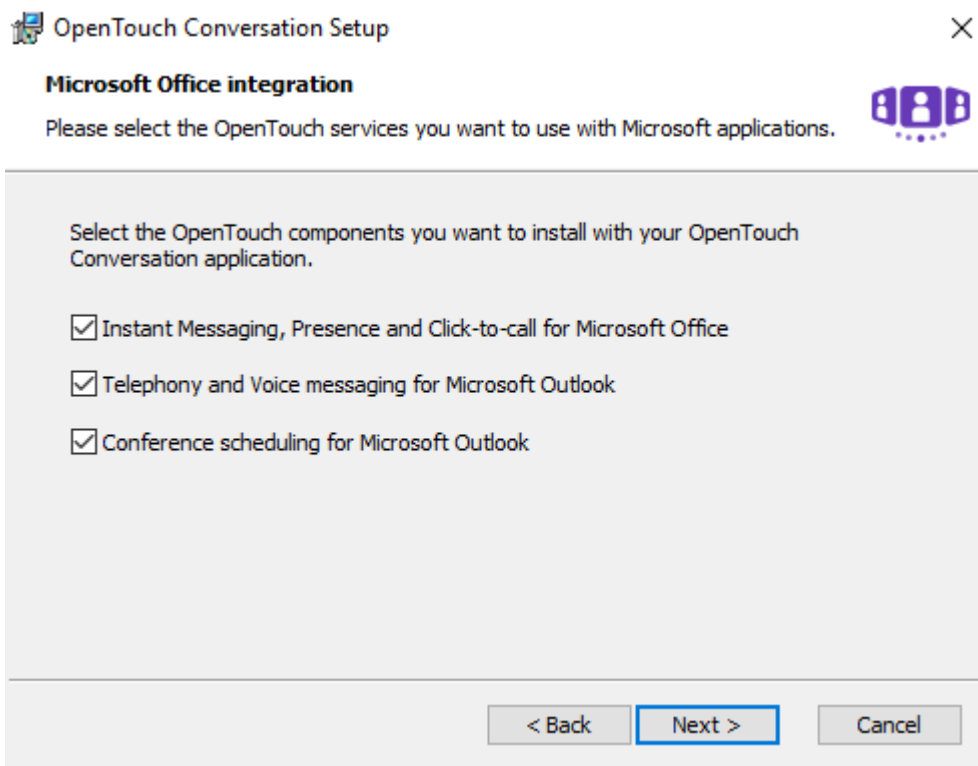 OpenTouch Conversation Setup
Microsoft Office integration
Please select the OpenTouch services you want to use with Microsoft applications.
Select the OpenTouch components you want to install with your OpenTouch
Conversation application.
Instant Messaging, Presence and Click-to-call for Microsoft Office
Telephony and Voice messaging for Microsoft Outlook
Conference scheduling for Microsoft Outlook
< Back Next > Cancel